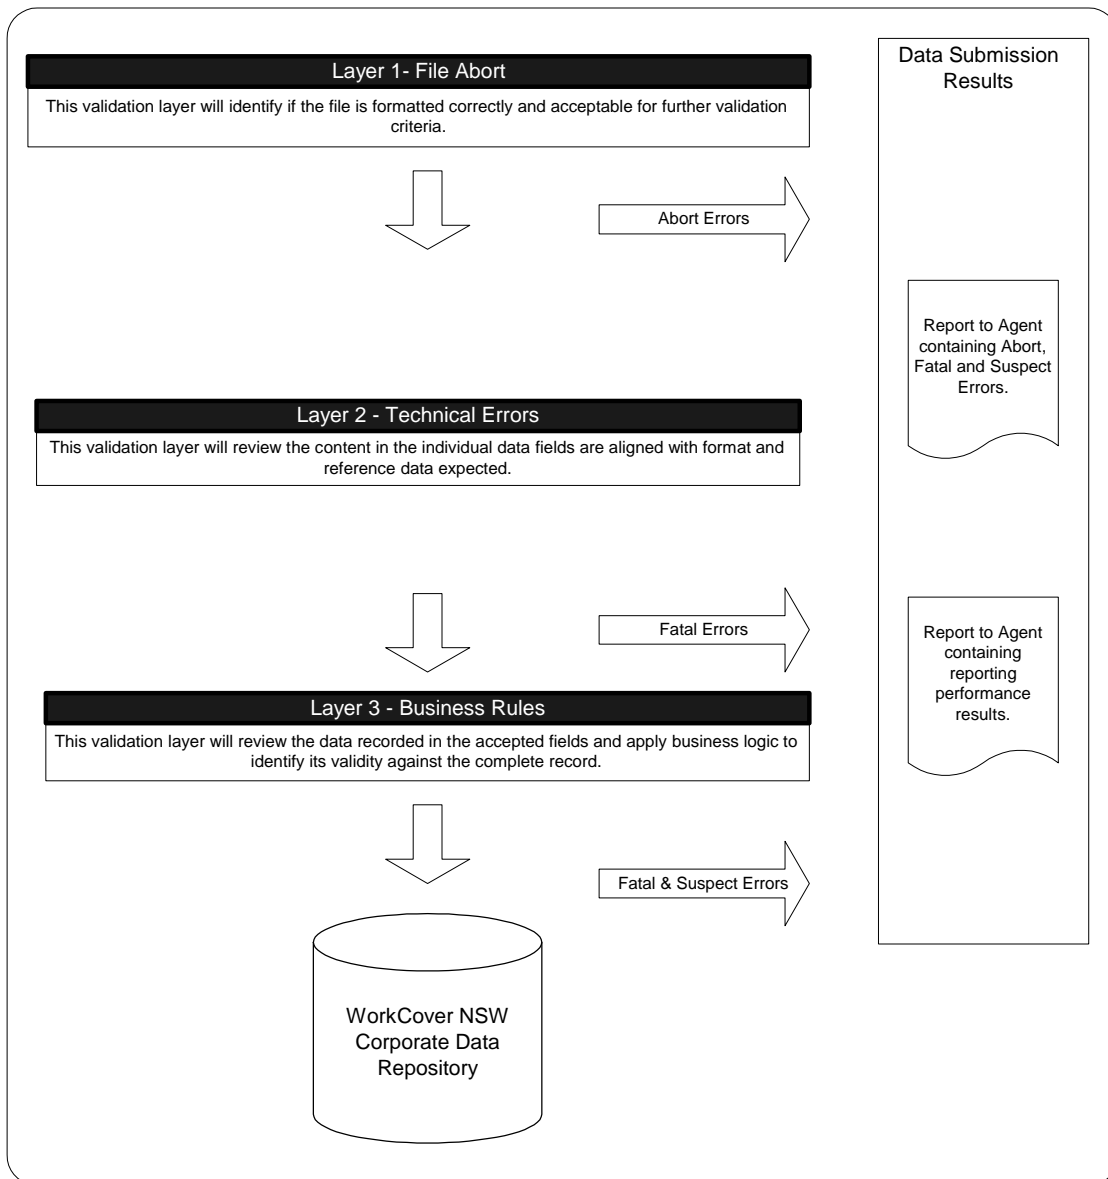 Layer 1- File Abort
This validation layer will identify if the file is formatted correctly and acceptable for further validation
criteria.
Abort Errors
Layer 2 - Technical Errors
This validation layer will review the content in the individual data fields are aligned with format and
reference data expected.
Fatal Errors
Layer 3 - Business Rules
This validation layer will review the data recorded in the accepted fields and apply business logic to
identify its validity against the complete record.
Fatal & Suspect Errors
WorkCover NSW
Corporate Data
Repository
Data Submission
Results
Report to Agent
containing Abort,
Fatal and Suspect
Errors.
Report to Agent
containing
reporting
performance
results.